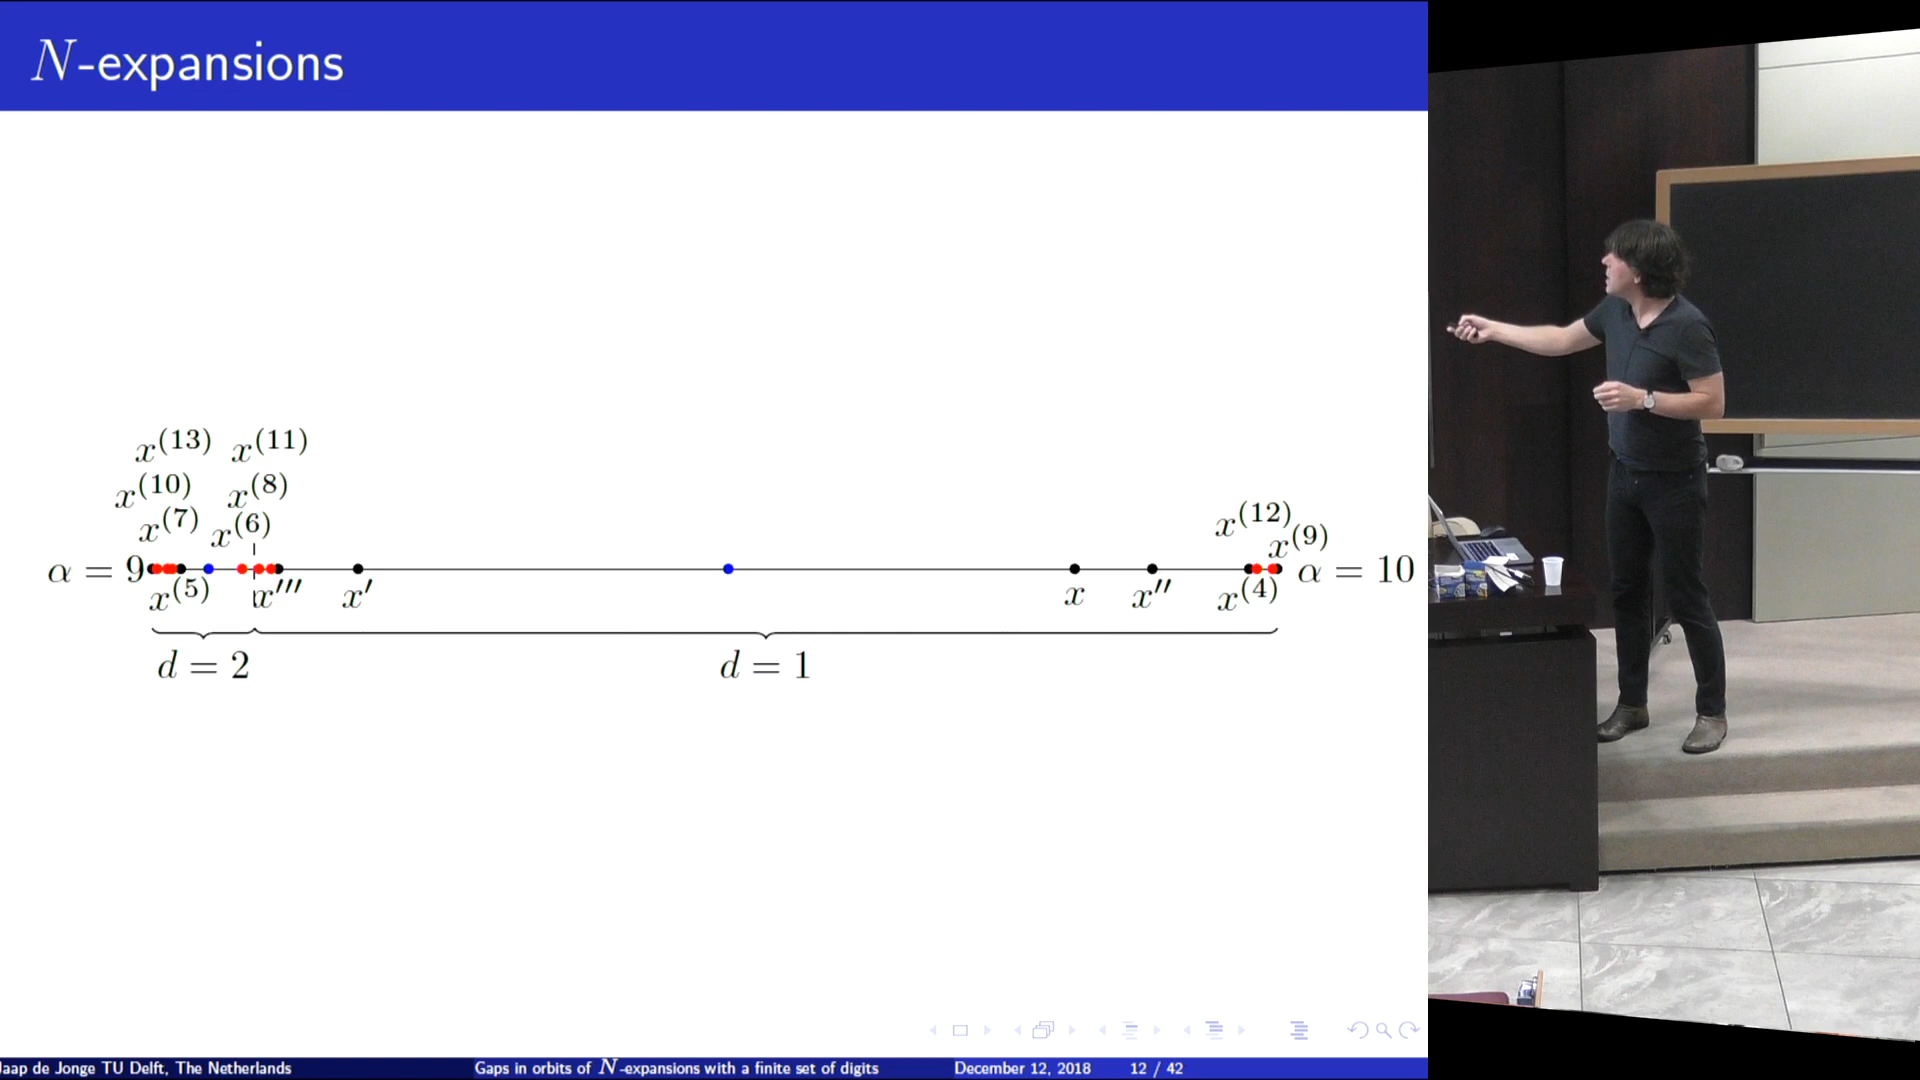 N-expansions
x^(13) x^(11)
x^(10) x^(8)
x^(7) x^(6) x^(12) x^(9)
α = 9 α = 10
x^(5) x''' x' x x'' x^(4)
d = 2 d = 1
Jaap de Jonge TU Delft, The Netherlands Gaps in orbits of N-expansions with a finite set of digits December 12, 2018 12 / 42